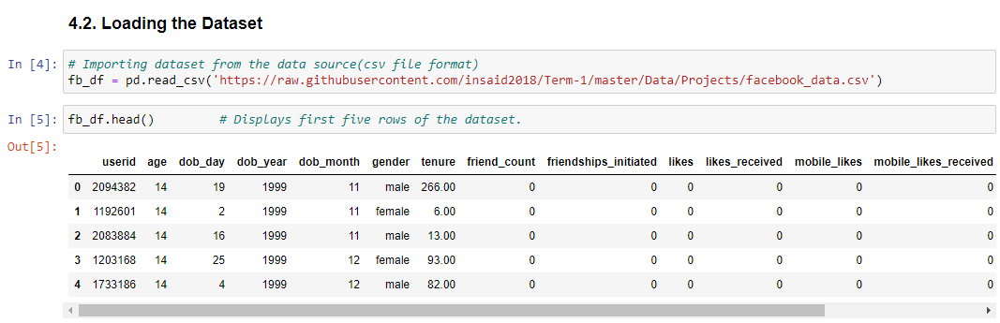 4.2. Loading the Dataset
In [4]: # Importing dataset from the data source(csv file format)
fb_df = pd.read_csv('https://raw.githubusercontent.com/insaid2018/Term-1/master/Data/Projects/facebook_data.csv')
In [5]: fb_df.head() # Displays first five rows of the dataset.
Out[5]:
userid age dob_day dob_year dob_month gender tenure friend_count friendships_initiated likes likes_received mobile_likes mobile_likes_received
0 2094382 14 19 1999 11 male 266.00 0 0 0 0 0 0
1 1192601 14 2 1999 11 female 6.00 0 0 0 0 0 0
2 2083884 14 16 1999 11 male 13.00 0 0 0 0 0 0
3 1203168 14 25 1999 12 female 93.00 0 0 0 0 0 0
4 1733186 14 4 1999 12 male 82.00 0 0 0 0 0 0